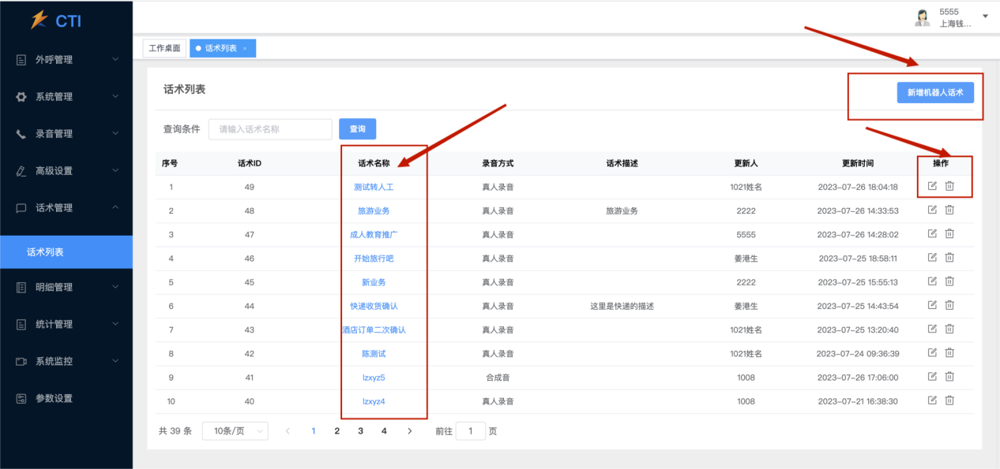 CTI
5555
上海钱...
外呼管理
系统管理
录音管理
高级设置
话术管理
话术列表
明细管理
统计管理
系统监控
参数设置
工作桌面 话术列表 ×
话术列表
新增机器人话术
查询条件 请输入话术名称 查询
序号 话术ID 话术名称 录音方式 话术描述 更新人 更新时间 操作
1 49 测试转人工 真人录音 1021姓名 2023-07-26 18:04:18
2 48 旅游业务 真人录音 旅游业务 2222 2023-07-26 14:33:53
3 47 成人教育推广 真人录音 5555 2023-07-26 14:28:02
4 46 开始旅行吧 真人录音 姜港生 2023-07-25 18:58:11
5 45 新业务 真人录音 2222 2023-07-25 15:55:13
6 44 快递收货确认 真人录音 这里是快递的描述 姜港生 2023-07-25 14:43:54
7 43 酒店订单二次确认 真人录音 1021姓名 2023-07-25 13:20:40
8 42 陈测试 真人录音 1021姓名 2023-07-24 09:36:39
9 41 lzxyz5 合成音 1008 2023-07-26 17:06:00
10 40 lzxyz4 真人录音 1008 2023-07-21 16:38:30
共 39 条 10条/页 1 2 3 4 前往 1 页